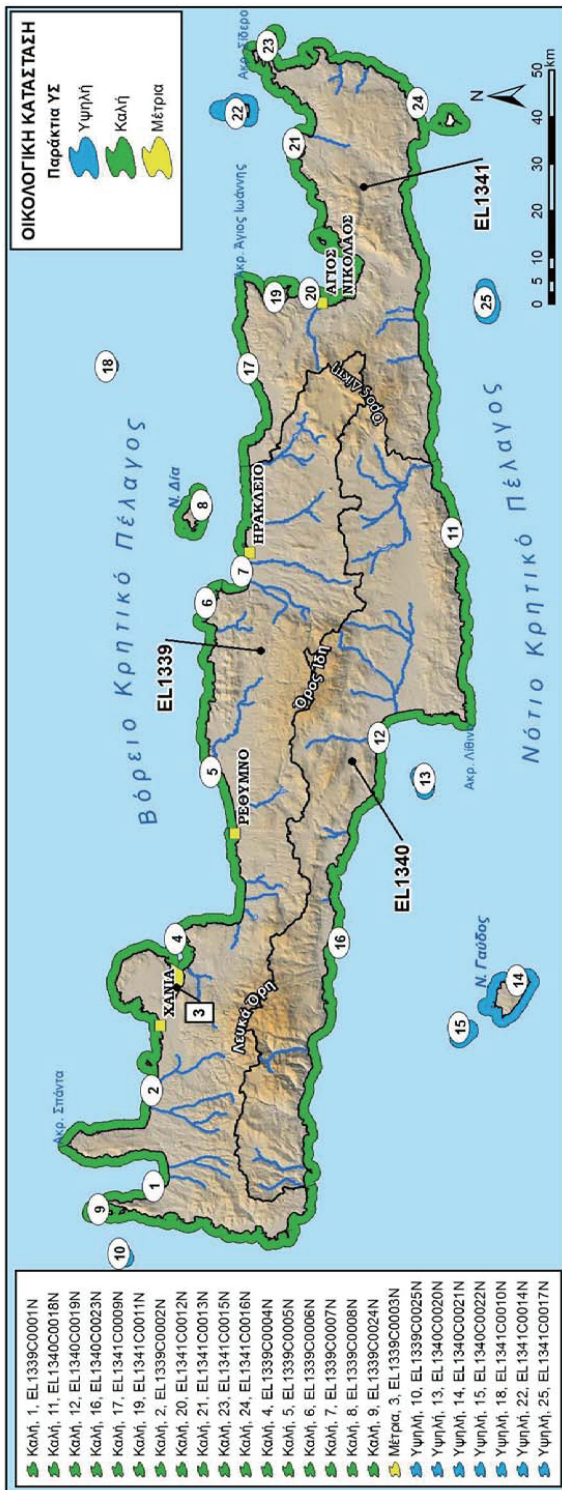 ΟΙΚΟΛΟΓΙΚΗ ΚΑΤΑΣΤΑΣΗ
Παράκτια ΥΣ
Υψηλή
Καλή
Μέτρια
Βόρειο Κρητικό Πέλαγος
Νότιο Κρητικό Πέλαγος
Ακρ. Σπάντα
Ν. Δία
Ακρ. Άγιος Ιωάννης
Ακρ. Σίδερο
Ακρ. Λίθινο
Ν. Γαύδος
ΧΑΝΙΑ
ΡΕΘΥΜΝΟ
ΗΡΑΚΛΕΙΟ
ΑΓΙΟΣ
ΝΙΚΟΛΑΟΣ
Λευκά Όρη
Όρος Ίδη
Όρος Δίκτη
EL1339
EL1340
EL1341
1
2
3
4
5
6
7
8
9
10
11
12
13
14
15
16
17
18
19
20
21
22
23
24
25
N
0 5 10 20 30 40 50
km
Καλή, 1, EL1339C0001N
Καλή, 11, EL1340C0018N
Καλή, 12, EL1340C0019N
Καλή, 16, EL1340C0023N
Καλή, 17, EL1341C0009N
Καλή, 19, EL1341C0011N
Καλή, 2, EL1339C0002N
Καλή, 20, EL1341C0012N
Καλή, 21, EL1341C0013N
Καλή, 23, EL1341C0015N
Καλή, 24, EL1341C0016N
Καλή, 4, EL1339C0004N
Καλή, 5, EL1339C0005N
Καλή, 6, EL1339C0006N
Καλή, 7, EL1339C0007N
Καλή, 8, EL1339C0008N
Καλή, 9, EL1339C0024N
Μέτρια, 3, EL1339C0003N
Υψηλή, 10, EL1339C0025N
Υψηλή, 13, EL1340C0020N
Υψηλή, 14, EL1340C0021N
Υψηλή, 15, EL1340C0022N
Υψηλή, 18, EL1341C0010N
Υψηλή, 22, EL1341C0014N
Υψηλή, 25, EL1341C0017N